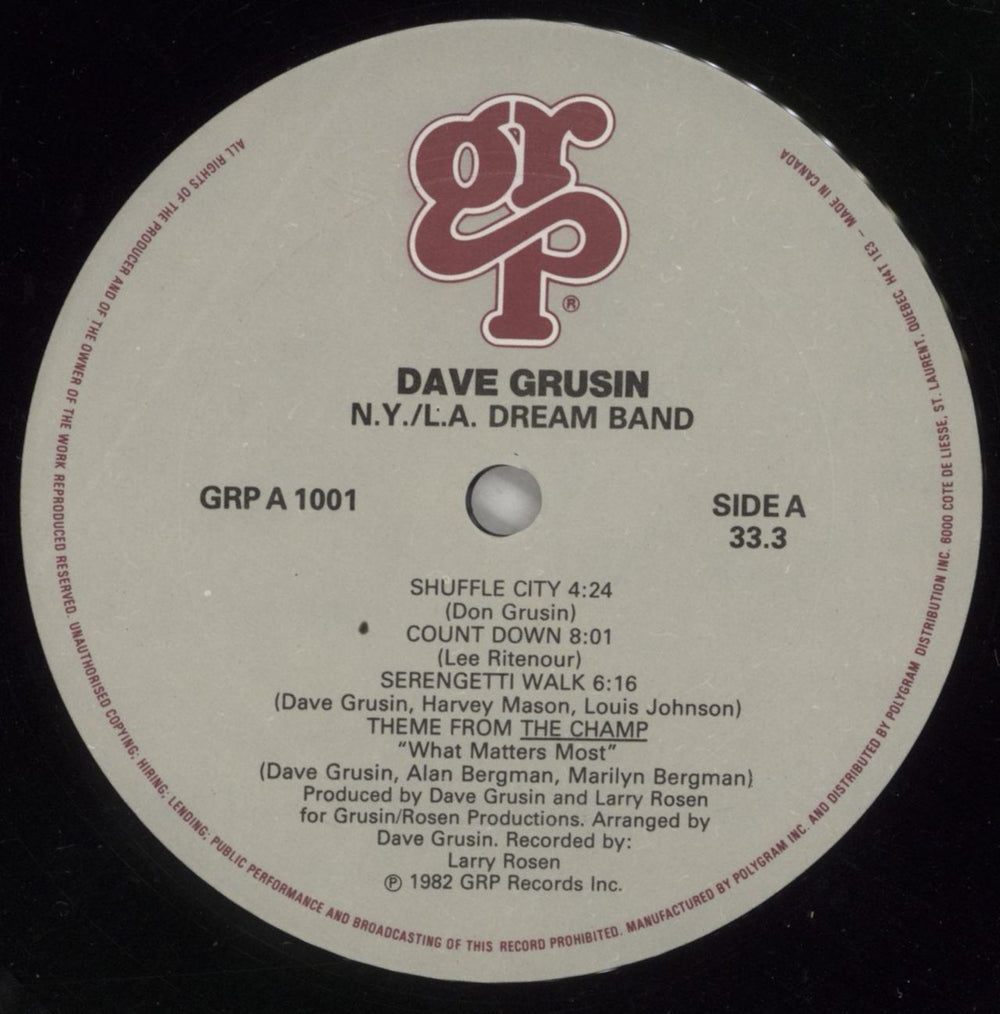 grp
®
DAVE GRUSIN
N.Y./L.A. DREAM BAND
GRP A 1001
SIDE A
33.3
SHUFFLE CITY 4:24
(Don Grusin)
COUNT DOWN 8:01
(Lee Ritenour)
SERENGETTI WALK 6:16
(Dave Grusin, Harvey Mason, Louis Johnson)
THEME FROM THE CHAMP
“What Matters Most”
(Dave Grusin, Alan Bergman, Marilyn Bergman)
Produced by Dave Grusin and Larry Rosen
for Grusin/Rosen Productions. Arranged by
Dave Grusin. Recorded by:
Larry Rosen
℗ 1982 GRP Records Inc.
ALL RIGHTS OF THE PRODUCER AND OF THE OWNER OF THE WORK REPRODUCED RESERVED. UNAUTHORISED COPYING; HIRING; LENDING; PUBLIC PERFORMANCE AND BROADCASTING OF THIS RECORD PROHIBITED. MANUFACTURED BY POLYGRAM INC. AND DISTRIBUTED BY POLYGRAM DISTRIBUTION INC. 6000 COTE DE LIESSE, ST. LAURENT, QUEBEC H4T 1E3 – MADE IN CANADA